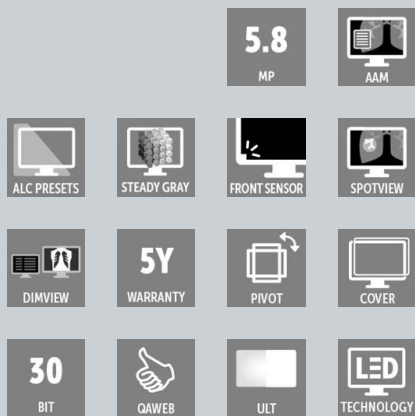 5.8
MP
AAM
ALC PRESETS
STEADY GRAY
FRONT SENSOR
SPOTVIEW
DIMVIEW
5Y
WARRANTY
PIVOT
COVER
30
BIT
QAWEB
ULT
LED
TECHNOLOGY